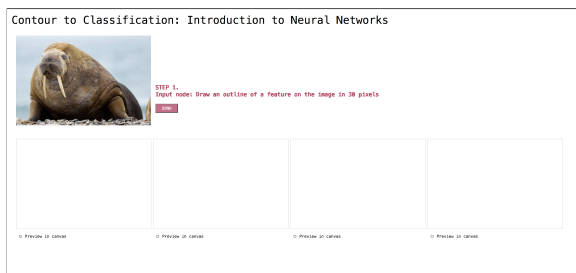 Contour to Classification: Introduction to Neural Networks
STEP 1.
Input node: Draw an outline of a feature on the image in 30 pixels
Preview in canvas
Preview in canvas
Preview in canvas
Preview in canvas